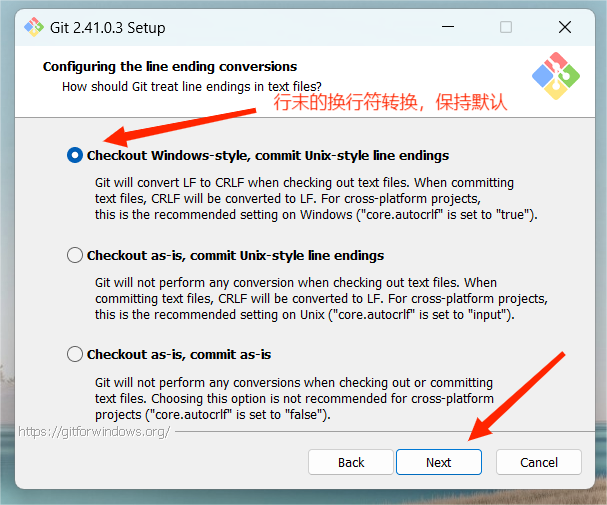 Git 2.41.0.3 Setup
Configuring the line ending conversions
How should Git treat line endings in text files?
行末的换行符转换，保持默认
Checkout Windows-style, commit Unix-style line endings
Git will convert LF to CRLF when checking out text files. When committing
text files, CRLF will be converted to LF. For cross-platform projects,
this is the recommended setting on Windows ("core.autocrlf" is set to "true").
Checkout as-is, commit Unix-style line endings
Git will not perform any conversion when checking out text files. When
committing text files, CRLF will be converted to LF. For cross-platform projects,
this is the recommended setting on Unix ("core.autocrlf" is set to "input").
Checkout as-is, commit as-is
Git will not perform any conversions when checking out or committing
text files. Choosing this option is not recommended for cross-platform
projects ("core.autocrlf" is set to "false").
https://gitforwindows.org/
Back Next Cancel